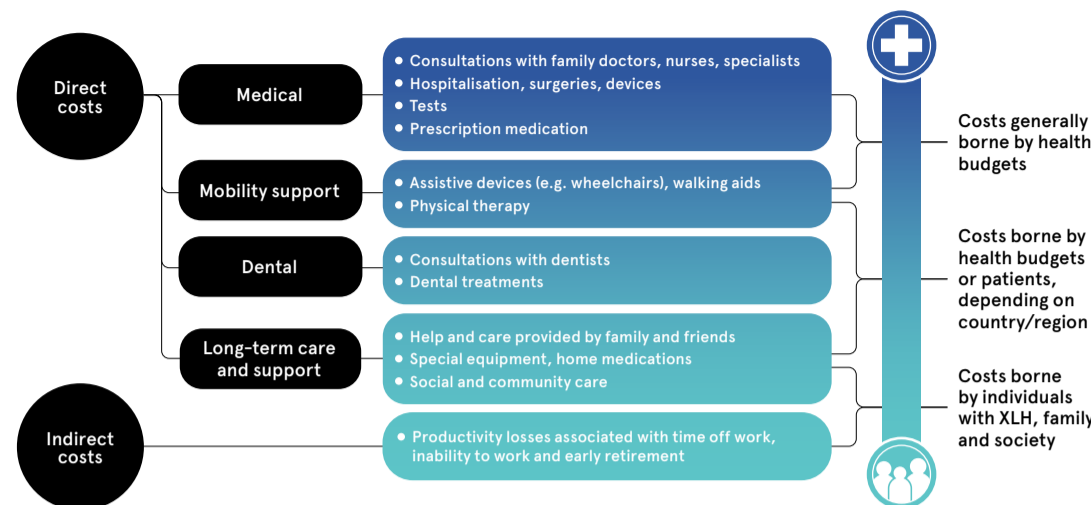 Direct
costs
Medical
• Consultations with family doctors, nurses, specialists
• Hospitalisation, surgeries, devices
• Tests
• Prescription medication
Mobility support
• Assistive devices (e.g. wheelchairs), walking aids
• Physical therapy
Dental
• Consultations with dentists
• Dental treatments
Long-term care
and support
• Help and care provided by family and friends
• Special equipment, home medications
• Social and community care
Indirect
costs
• Productivity losses associated with time off work,
inability to work and early retirement
Costs generally
borne by health
budgets
Costs borne by
health budgets
or patients,
depending on
country/region
Costs borne
by individuals
with XLH, family
and society